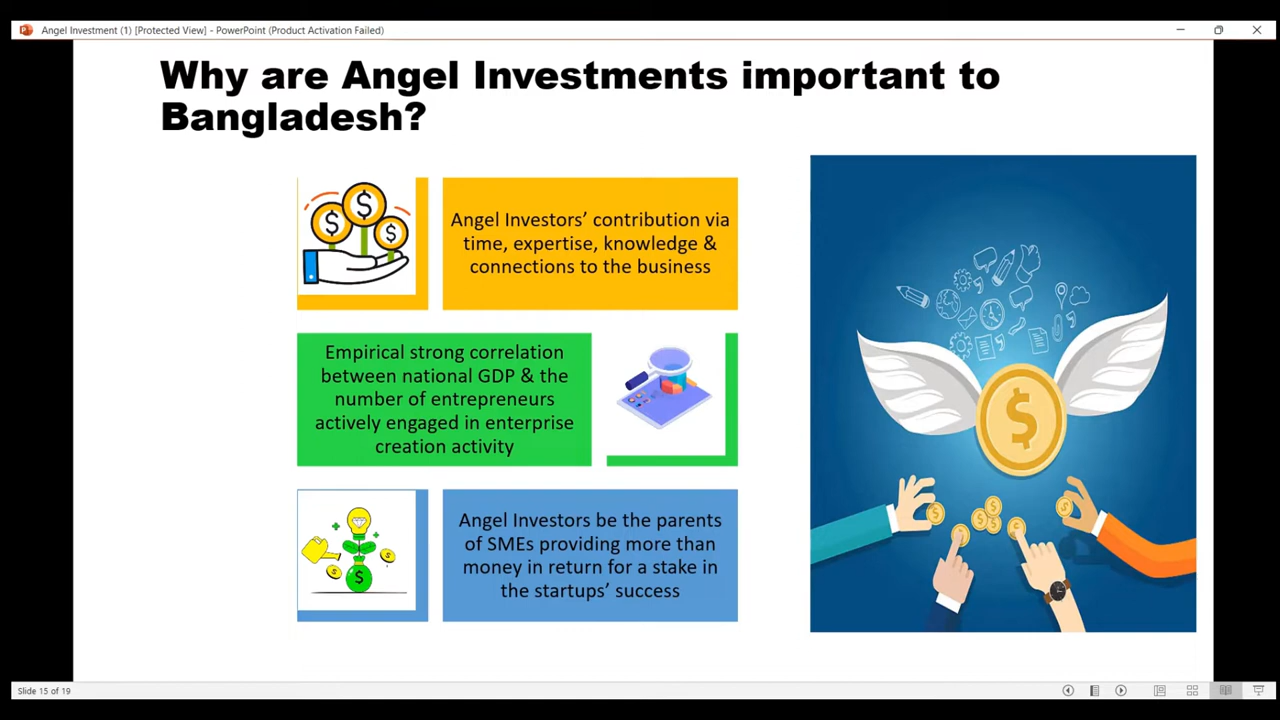 Angel Investment (1) [Protected View] - PowerPoint (Product Activation Failed)
Why are Angel Investments important to
Bangladesh?
Angel Investors’ contribution via
time, expertise, knowledge &
connections to the business
Empirical strong correlation
between national GDP & the
number of entrepreneurs
actively engaged in enterprise
creation activity
Angel Investors be the parents
of SMEs providing more than
money in return for a stake in
the startups’ success
Slide 15 of 19